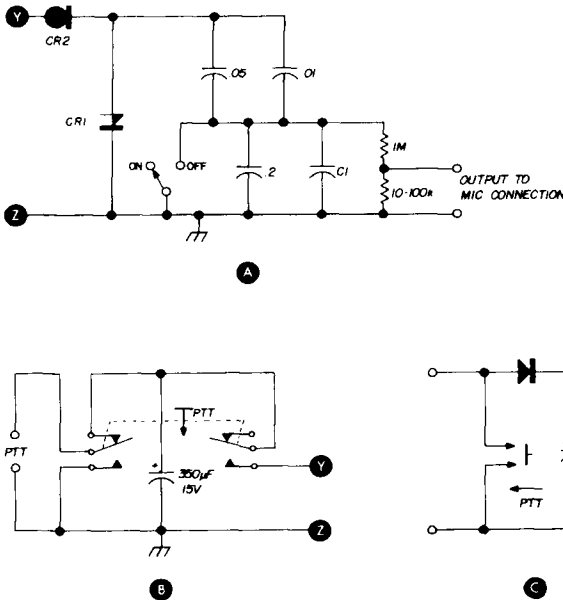 Y
CR2
.05
.01
CR1
ON
OFF
.2
C1
1M
10-100k
OUTPUT TO
MIC CONNECTION
Z
A
PTT
PTT
+
350µF
15V
Y
Z
B
PTT
C